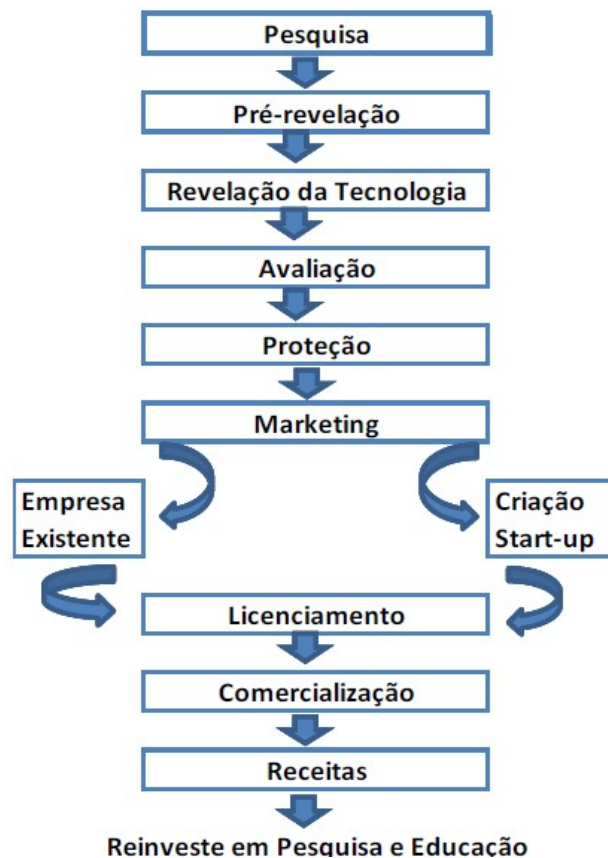 Pesquisa
Pré-revelação
Revelação da Tecnologia
Avaliação
Proteção
Marketing
Empresa
Existente
Criação
Start-up
Licenciamento
Comercialização
Receitas
Reinveste em Pesquisa e Educação